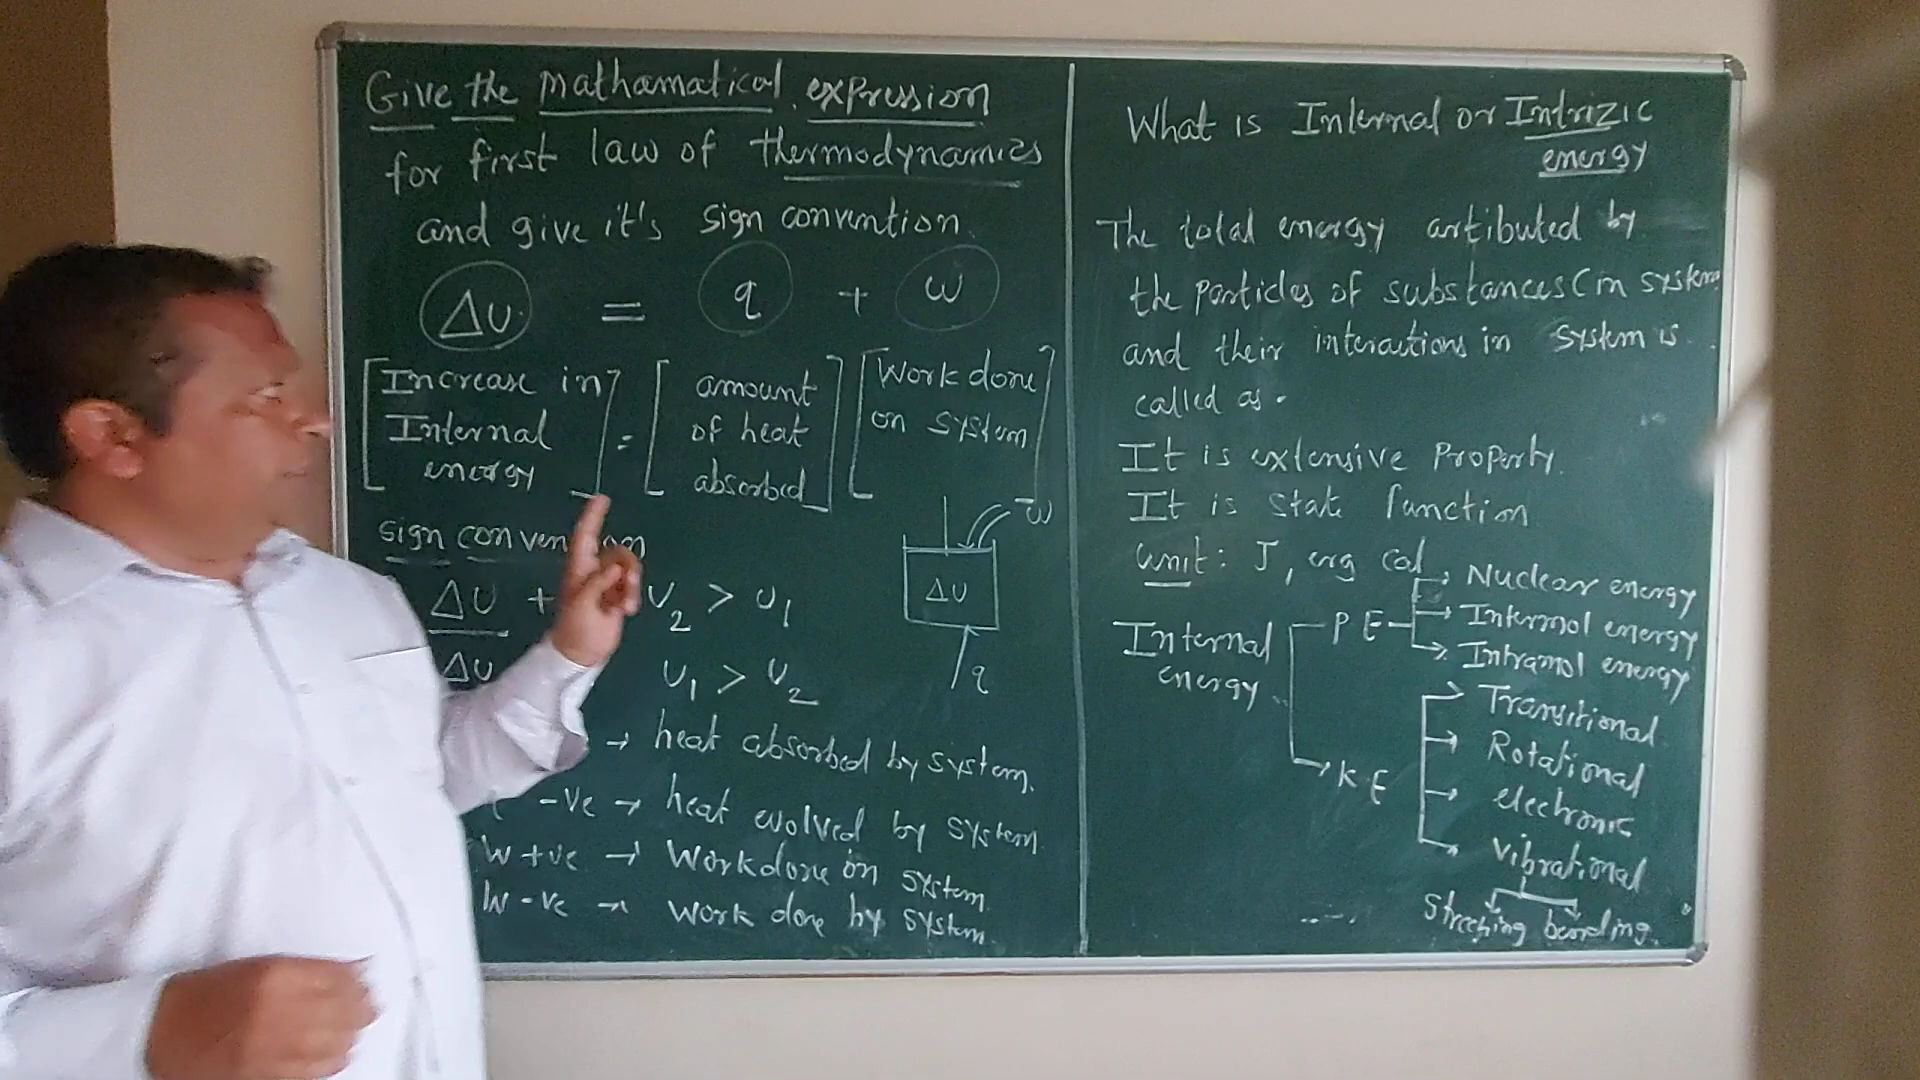 Give the mathamatical expression
for first law of thermodynamics
and give it's sign convention.
ΔU = q + w
[Increase in Internal energy] = [amount of heat absorbed] [Work done on system]
sign convention
w
ΔU
q
ΔU + U2 > U1
ΔU U1 > U2
→ heat absorbed by system.
-ve → heat evolved by system
W +ve → Work done on system
W -ve → work done by system
What is Internal or Intrizic
energy
The total energy artibuted by
the particles of substances (in system
and their interactions in system is
called as.
It is extensive Property.
It is state function
unit: J, erg cal
Internal energy
PE
Nuclear energy
Intermol energy
Intramol energy
K.E
Transitional
Rotational
electronic
vibrational
Streching bending.